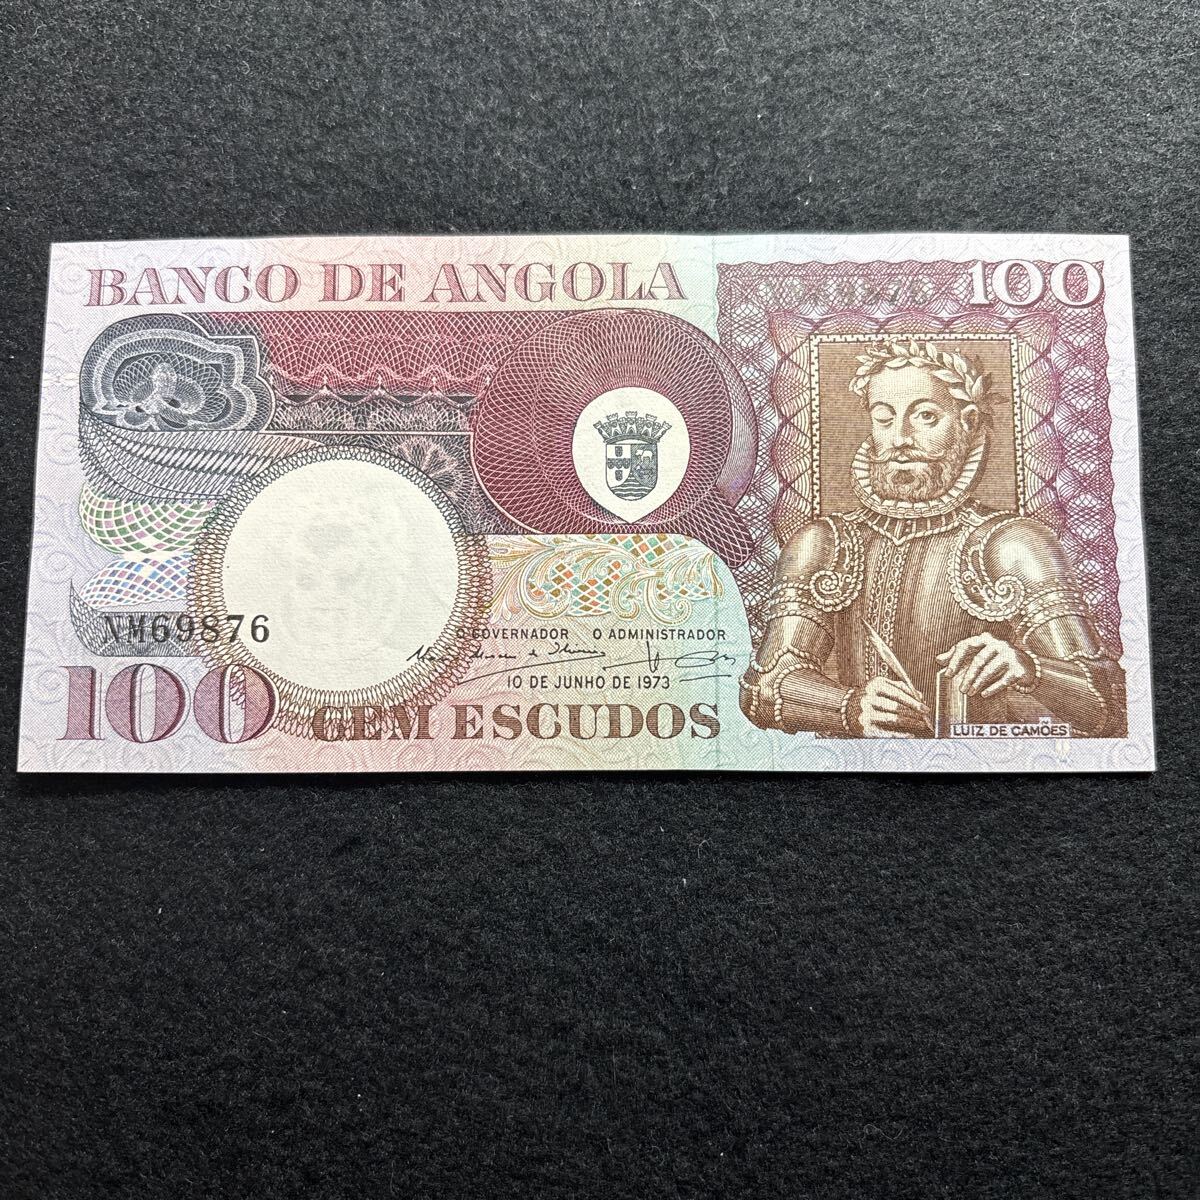 BANCO DE ANGOLA
100
NM69876
O GOVERNADOR O ADMINISTRADOR
10 DE JUNHO DE 1973
100 CEM ESCUDOS
LUIZ DE CAMÕES